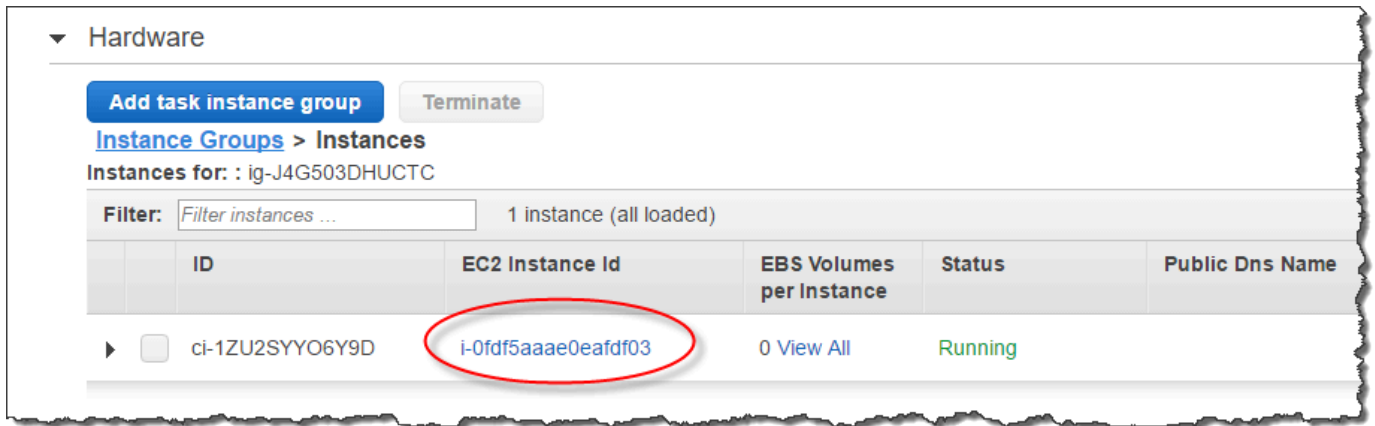 Hardware
Add task instance group Terminate
Instance Groups > Instances
Instances for: : ig-J4G503DHUCTC
Filter: Filter instances ... 1 instance (all loaded)
ID EC2 Instance Id EBS Volumes per Instance Status Public Dns Name
ci-1ZU2SYYO6Y9D i-0fdf5aaae0eafdf03 0 View All Running